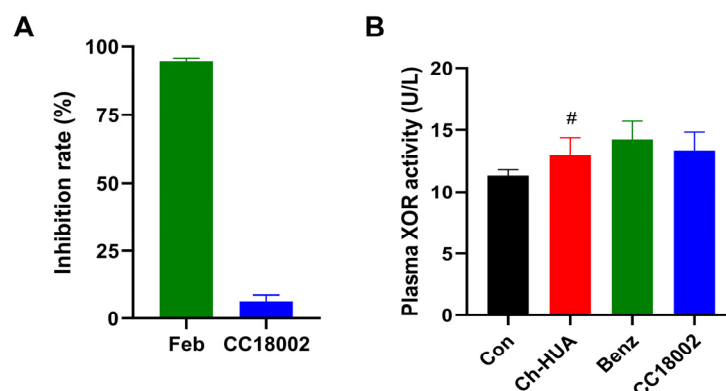 A
Inhibition rate (%)
100
75
50
25
0
Feb CC18002
B
Plasma XOR activity (U/L)
20
15
10
5
0
#
Con Ch-HUA Benz CC18002